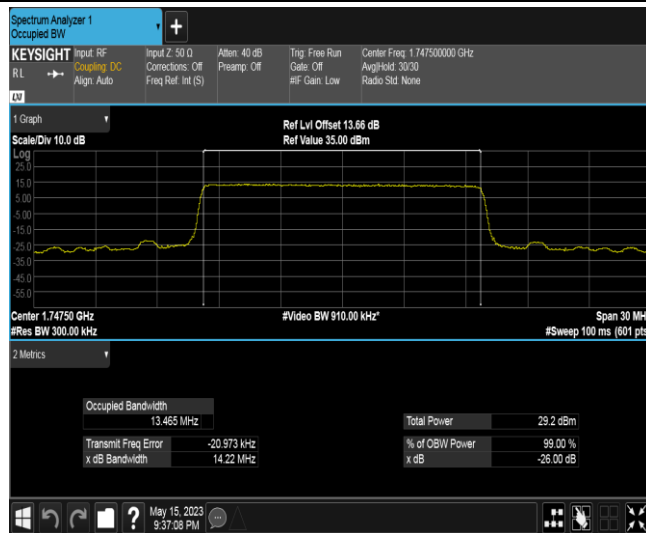 Spectrum Analyzer 1
Occupied BW
+
KEYSIGHT
RL
Input: RF
Coupling: DC
Align: Auto
Input Z: 50 Ω
Corrections: Off
Freq Ref: Int (S)
Atten: 40 dB
Preamp: Off
Trig: Free Run
Gate: Off
#IF Gain: Low
Center Freq: 1.747500000 GHz
Avg|Hold: 30/30
Radio Std: None
1 Graph
Scale/Div 10.0 dB
Ref Lvl Offset 13.66 dB
Ref Value 35.00 dBm
Log
25.0
15.0
5.00
-5.00
-15.0
-25.0
-35.0
-45.0
-55.0
Center 1.74750 GHz
#Res BW 300.00 kHz
#Video BW 910.00 kHz*
Span 30 MH
#Sweep 100 ms (601 pts
2 Metrics
Occupied Bandwidth
13.465 MHz
Transmit Freq Error -20.973 kHz
x dB Bandwidth 14.22 MHz
Total Power 29.2 dBm
% of OBW Power 99.00 %
x dB -26.00 dB
?
May 15, 2023
9:37:08 PM